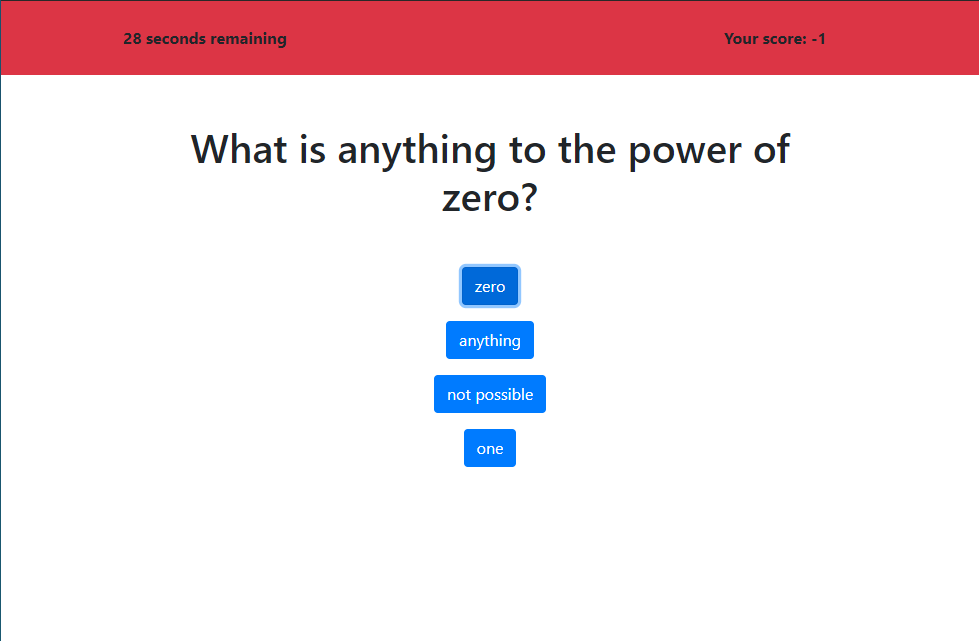 28 seconds remaining
Your score: -1
What is anything to the power of
zero?
zero
anything
not possible
one